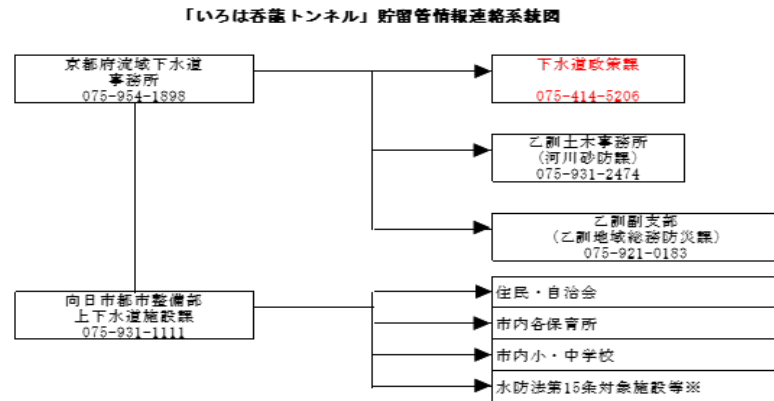 「いろは呑龍トンネル」貯留管情報連絡系統図
京都府流域下水道
事務所
075-954-1898
下水道政策課
075-414-5206
乙訓土木事務所
(河川砂防課)
075-931-2474
乙訓副支部
(乙訓地域総務防災課)
075-921-0183
向日市都市整備部
上下水道施設課
075-931-1111
住民・自治会
市内各保育所
市内小・中学校
水防法第15条対象施設等※